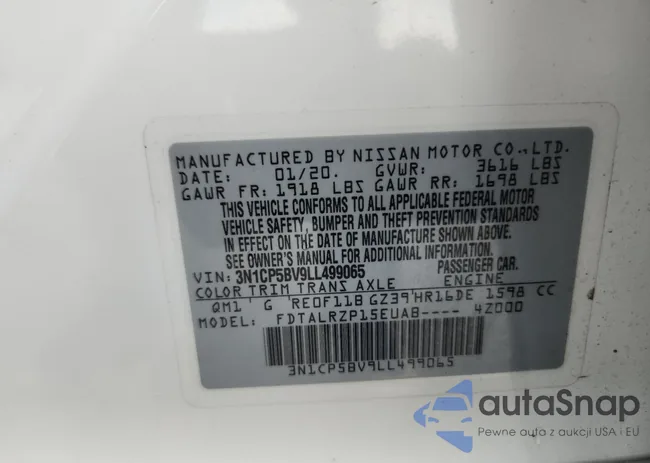 MANUFACTURED BY NISSAN MOTOR CO.,LTD.
DATE: 01/20. GVWR: 3616 LBS
GAWR FR: 1918 LBS GAWR RR: 1698 LBS
THIS VEHICLE CONFORMS TO ALL APPLICABLE FEDERAL MOTOR
VEHICLE SAFETY, BUMPER AND THEFT PREVENTION STANDARDS
IN EFFECT ON THE DATE OF MANUFACTURE SHOWN ABOVE.
SEE OWNER'S MANUAL FOR ADDITIONAL INFORMATION.
VIN: 3N1CP5BV9LL499065 PASSENGER CAR.
COLOR TRIM TRANS AXLE ENGINE
QM1 G RE0F11B GZ39 HR16DE 1598 CC
MODEL: FDTALRZP15EUAB---- 4Z000
3N1CP5BV9LL499065
autoSnap
Pewne auto z aukcji USA i EU